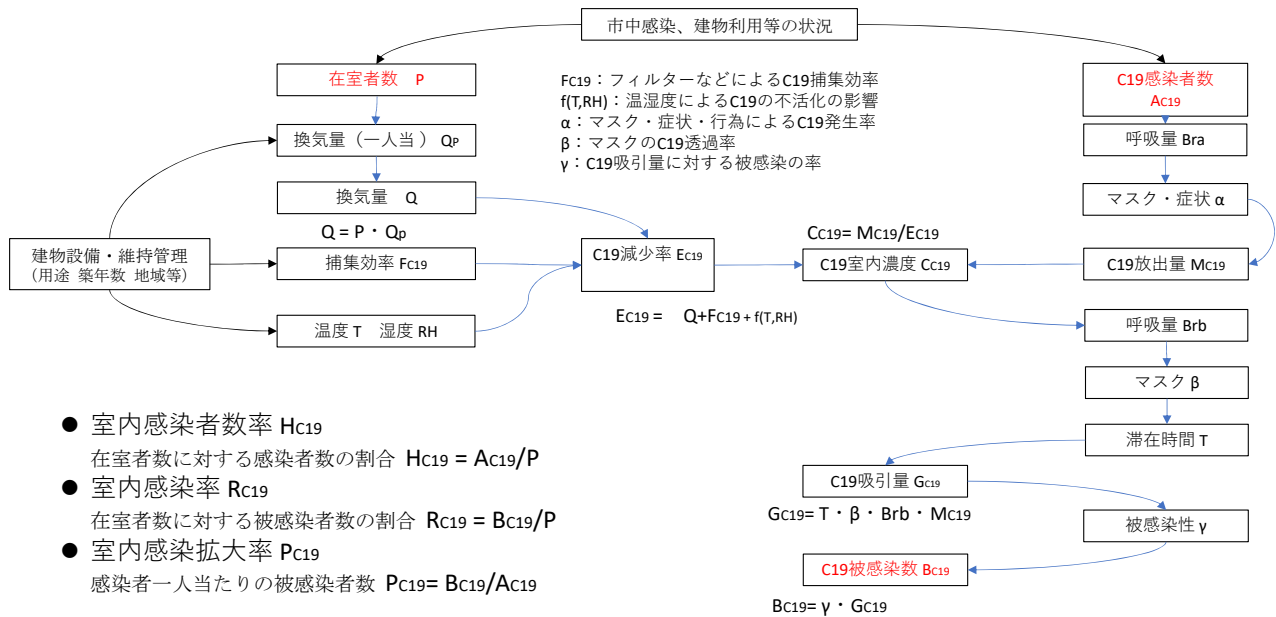 市中感染、建物利用等の状況
在室者数　P
換気量（一人当）QP
換気量　Q
Q = P・Qp
建物設備・維持管理
（用途 築年数 地域等）
捕集効率 FC19
温度 T　湿度 RH
FC19：フィルターなどによるC19捕集効率
f(T,RH)：温湿度によるC19の不活化の影響
α：マスク・症状・行為によるC19発生率
β：マスクのC19透過率
γ：C19吸引量に対する被感染の率
C19減少率 EC19
EC19 =　Q+FC19 + f(T,RH)
CC19= MC19/EC19
C19室内濃度 CC19
C19感染者数
AC19
呼吸量 Bra
マスク・症状 α
C19放出量 MC19
呼吸量 Brb
マスク β
滞在時間 T
C19吸引量 GC19
GC19= T・β・Brb・MC19
被感染性 γ
C19被感染数 BC19
BC19= γ・GC19
● 室内感染者数率 HC19
在室者数に対する感染者数の割合 HC19 = AC19/P
● 室内感染率 RC19
在室者数に対する被感染者数の割合 RC19 = BC19/P
● 室内感染拡大率 PC19
感染者一人当たりの被感染者数 PC19= BC19/AC19